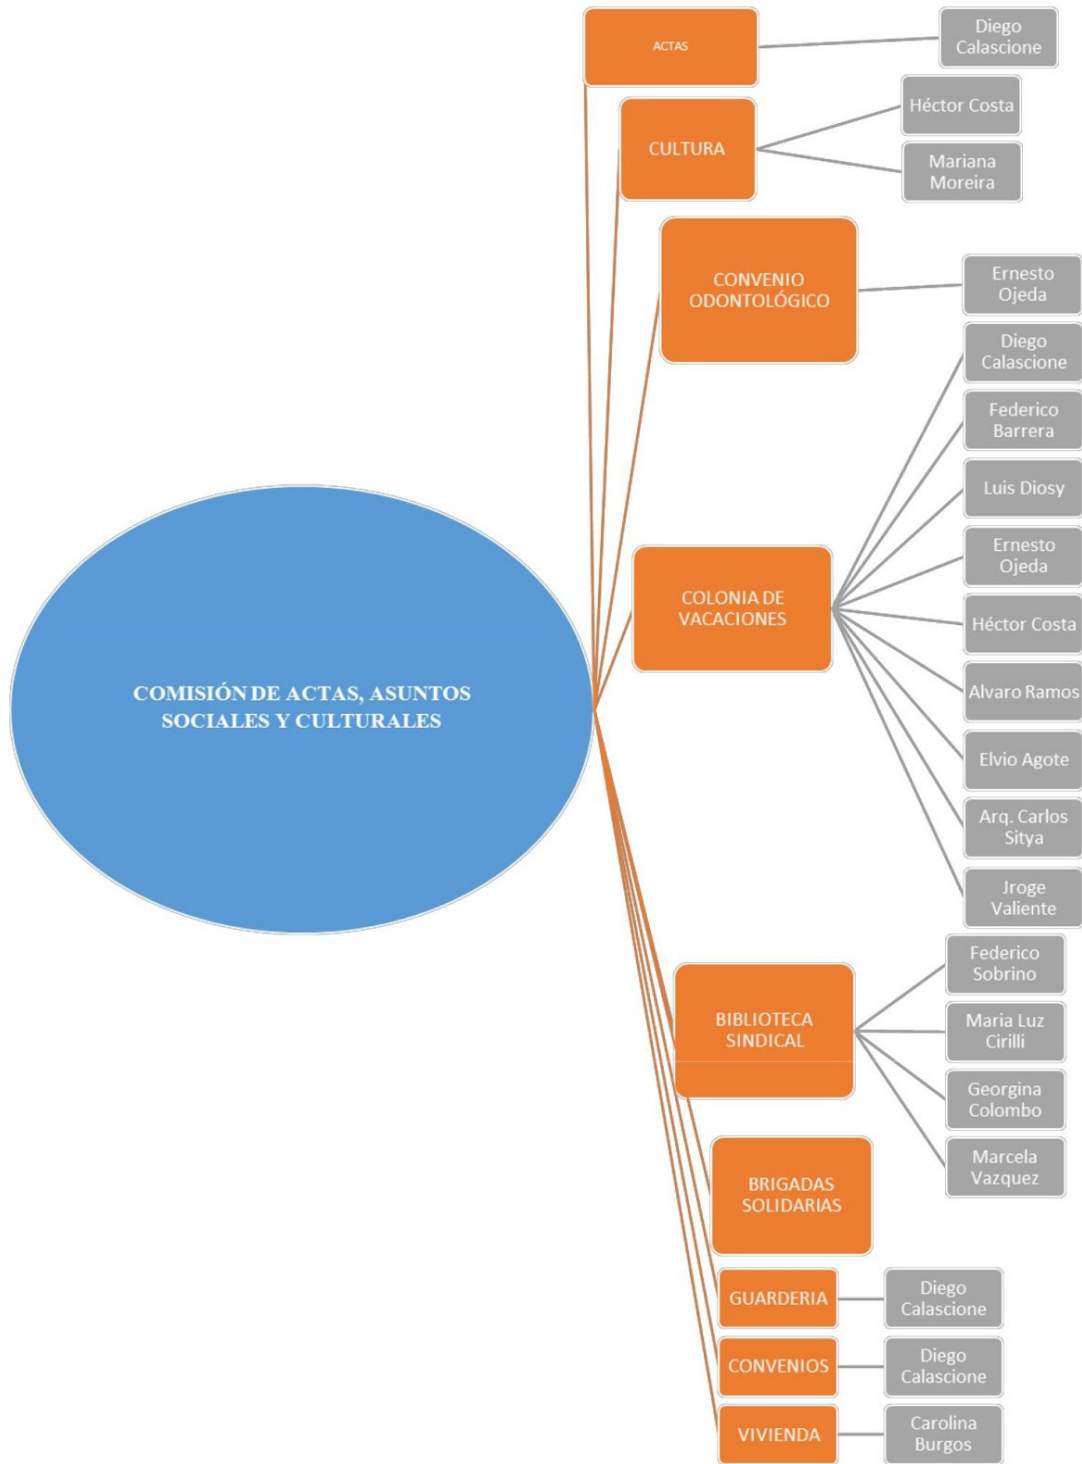 COMISIÓN DE ACTAS, ASUNTOS
SOCIALES Y CULTURALES
ACTAS
Diego
Calascione
CULTURA
Héctor Costa
Mariana
Moreira
CONVENIO
ODONTOLÓGICO
Ernesto
Ojeda
COLONIA DE
VACACIONES
Diego
Calascione
Federico
Barrera
Luis Diosy
Ernesto
Ojeda
Héctor Costa
Alvaro Ramos
Elvio Agote
Arq. Carlos
Sitya
Jroge
Valiente
BIBLIOTECA
SINDICAL
Federico
Sobrino
Maria Luz
Cirilli
Georgina
Colombo
Marcela
Vazquez
BRIGADAS
SOLIDARIAS
GUARDERIA
Diego
Calascione
CONVENIOS
Diego
Calascione
VIVIENDA
Carolina
Burgos